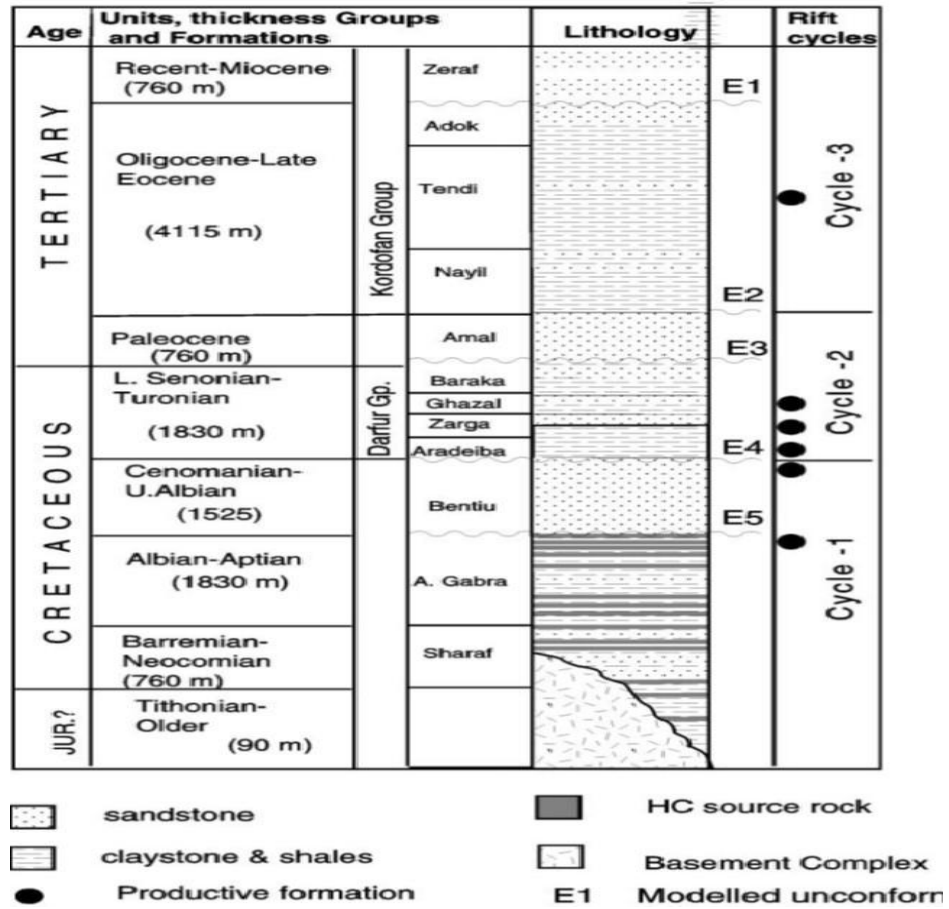 Age
Units, thickness Groups
and Formations
Lithology
Rift
cycles
TERTIARY
CRETACEOUS
JUR.?
Recent-Miocene
(760 m)
Oligocene-Late
Eocene
(4115 m)
Paleocene
(760 m)
L. Senonian-
Turonian
(1830 m)
Cenomanian-
U.Albian
(1525)
Albian-Aptian
(1830 m)
Barremian-
Neocomian
(760 m)
Tithonian-
Older
(90 m)
Kordofan Group
Darfur Gp.
Zeraf
Adok
Tendi
Nayil
Amal
Baraka
Ghazal
Zarga
Aradeiba
Bentiu
A. Gabra
Sharaf
E1
E2
E3
E4
E5
Cycle -3
Cycle -2
Cycle -1
sandstone
HC source rock
claystone & shales
Basement Complex
Productive formation
E1 Modelled unconforn